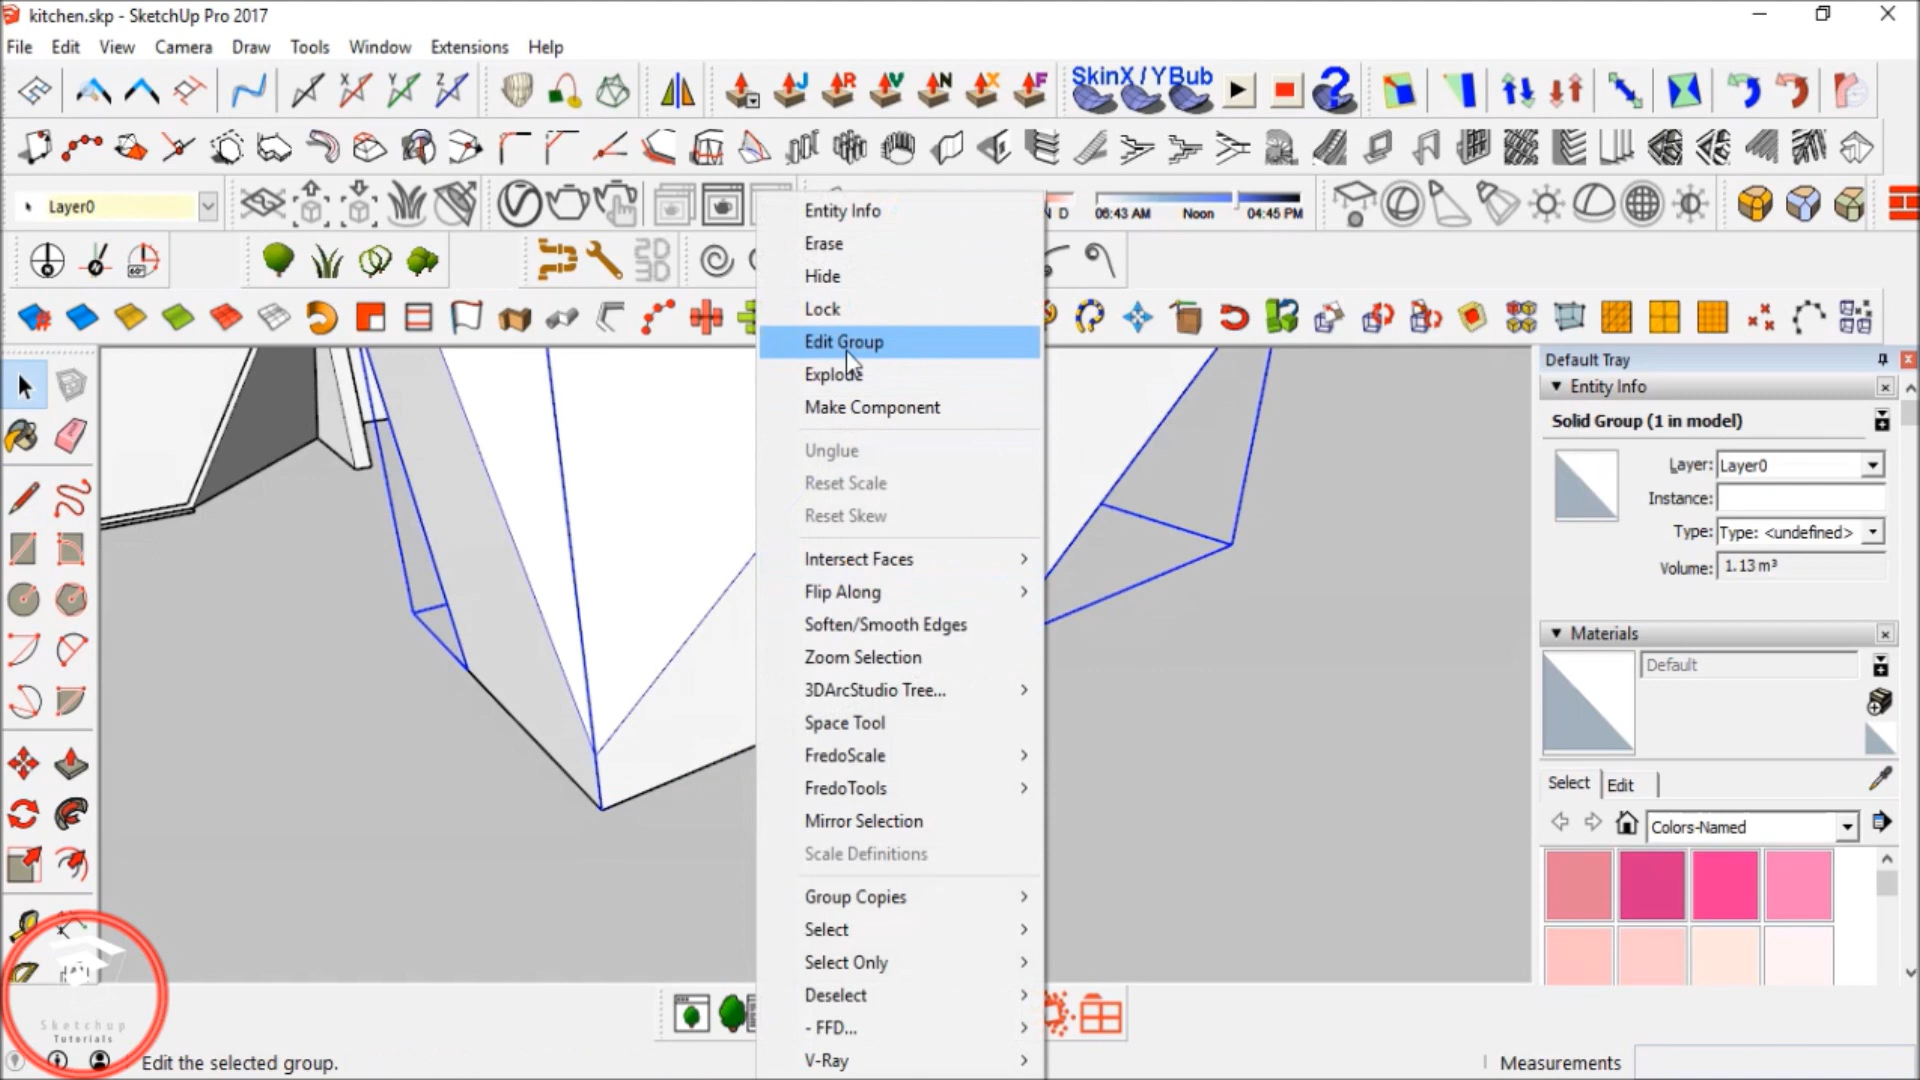 kitchen.skp - SketchUp Pro 2017
File Edit View Camera Draw Tools Window Extensions Help
X Y Z J R V N X F SkinX / YBub ?
Layer0
N D 06:43 AM Noon 04:45 PM
60°
2D
3D
Entity Info
Erase
Hide
Lock
Edit Group
Explode
Make Component
Unglue
Reset Scale
Reset Skew
Intersect Faces
Flip Along
Soften/Smooth Edges
Zoom Selection
3DArcStudio Tree...
Space Tool
FredoScale
FredoTools
Mirror Selection
Scale Definitions
Group Copies
Select
Select Only
Deselect
- FFD...
V-Ray
Default Tray
Entity Info
Solid Group (1 in model)
Layer: Layer0
Instance:
Type: Type: <undefined>
Volume: 1.13 m³
Materials
Default
Select Edit
Colors-Named
Sketchup
Tutorials
Edit the selected group.
Measurements